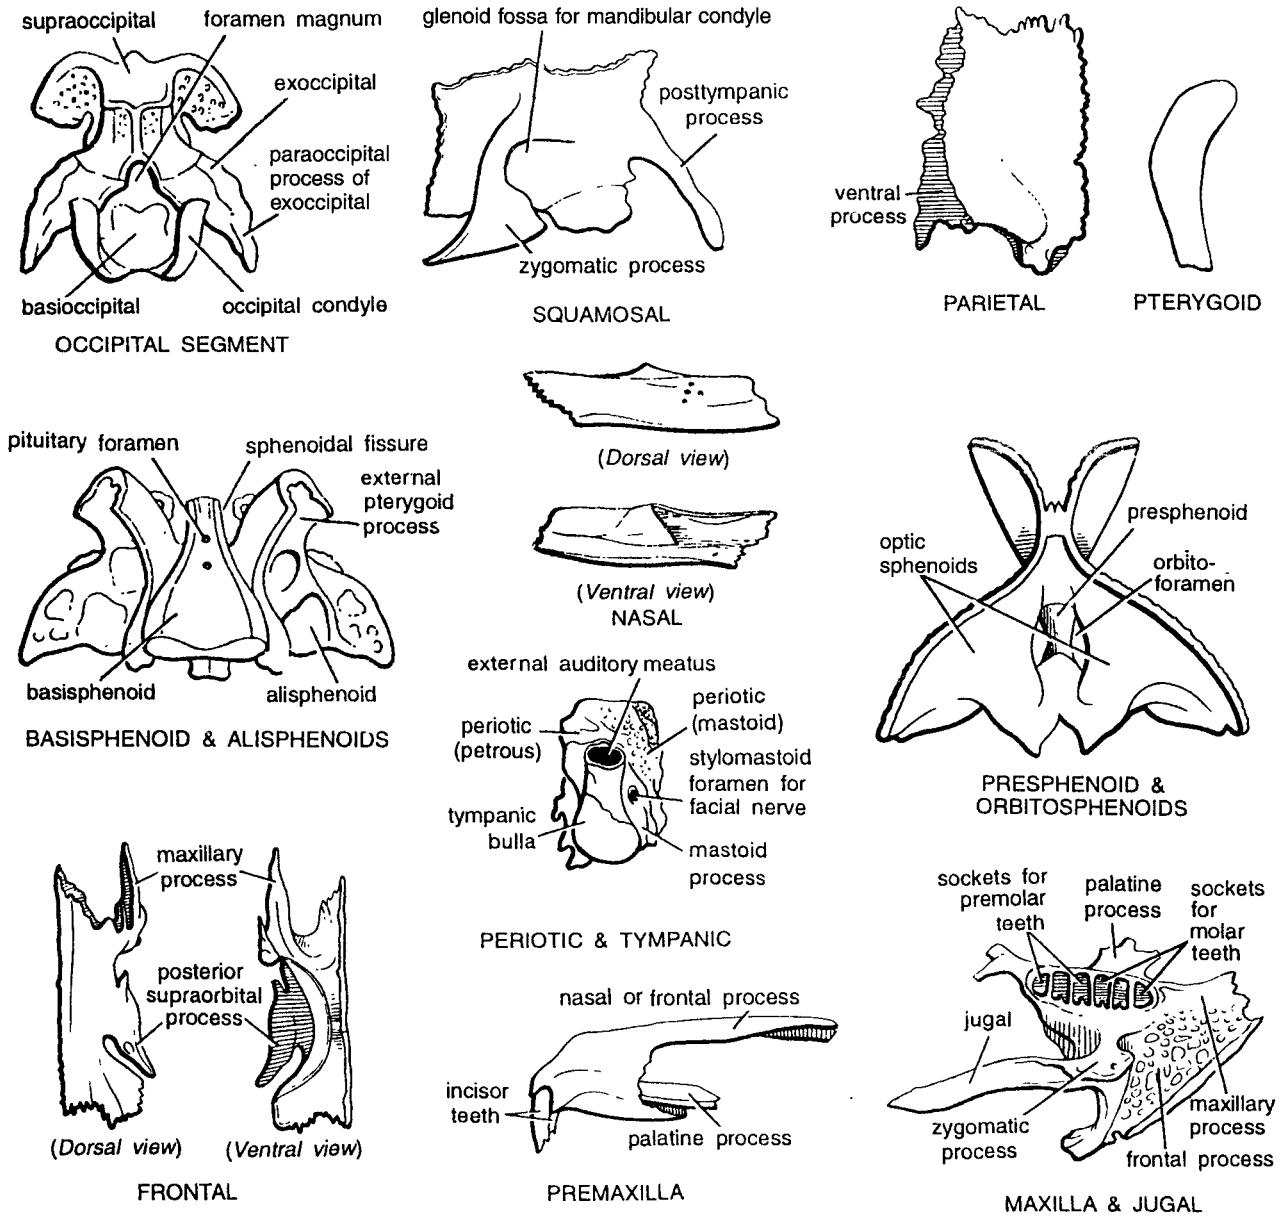 supraoccipital
foramen magnum
exoccipital
paraoccipital
process of
exoccipital
basioccipital
occipital condyle
OCCIPITAL SEGMENT
glenoid fossa for mandibular condyle
posttympanic
process
zygomatic process
SQUAMOSAL
ventral
process
PARIETAL
PTERYGOID
pituitary foramen
sphenoidal fissure
external
pterygoid
process
basisphenoid
alisphenoid
BASISPHENOID & ALISPHENOIDS
(Dorsal view)
(Ventral view)
NASAL
optic
sphenoids
presphenoid
orbito-
foramen
PRESPHENOID &
ORBITOSPHENOIDS
external auditory meatus
periotic
(petrous)
periotic
(mastoid)
stylomastoid
foramen for
facial nerve
tympanic
bulla
mastoid
process
PERIOTIC & TYMPANIC
maxillary
process
posterior
supraorbital
process
(Dorsal view)
(Ventral view)
FRONTAL
nasal or frontal process
incisor
teeth
palatine process
PREMAXILLA
sockets for
premolar
teeth
palatine
process
sockets
for
molar
teeth
jugal
zygomatic
process
maxillary
process
frontal process
MAXILLA & JUGAL